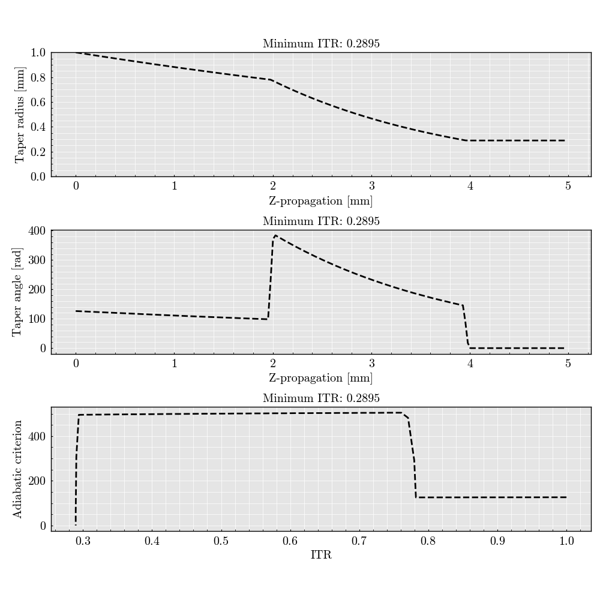 Minimum ITR: 0.2895
1.0
0.8
0.6
0.4
0.2
0.0
Taper radius [mm]
0 1 2 3 4 5
Z-propagation [mm]
Minimum ITR: 0.2895
400
300
200
100
0
Taper angle [rad]
0 1 2 3 4 5
Z-propagation [mm]
Minimum ITR: 0.2895
400
200
0
Adiabatic criterion
0.3 0.4 0.5 0.6 0.7 0.8 0.9 1.0
ITR